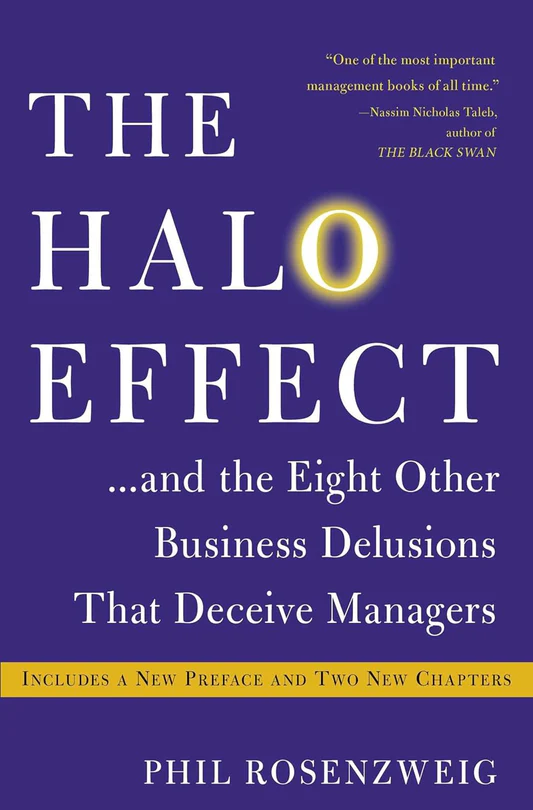 “One of the most important
management books of all time.”
—Nassim Nicholas Taleb,
author of
THE BLACK SWAN
THE
HALO
EFFECT
...and the Eight Other
Business Delusions
That Deceive Managers
Includes a New Preface and Two New Chapters
PHIL ROSENZWEIG